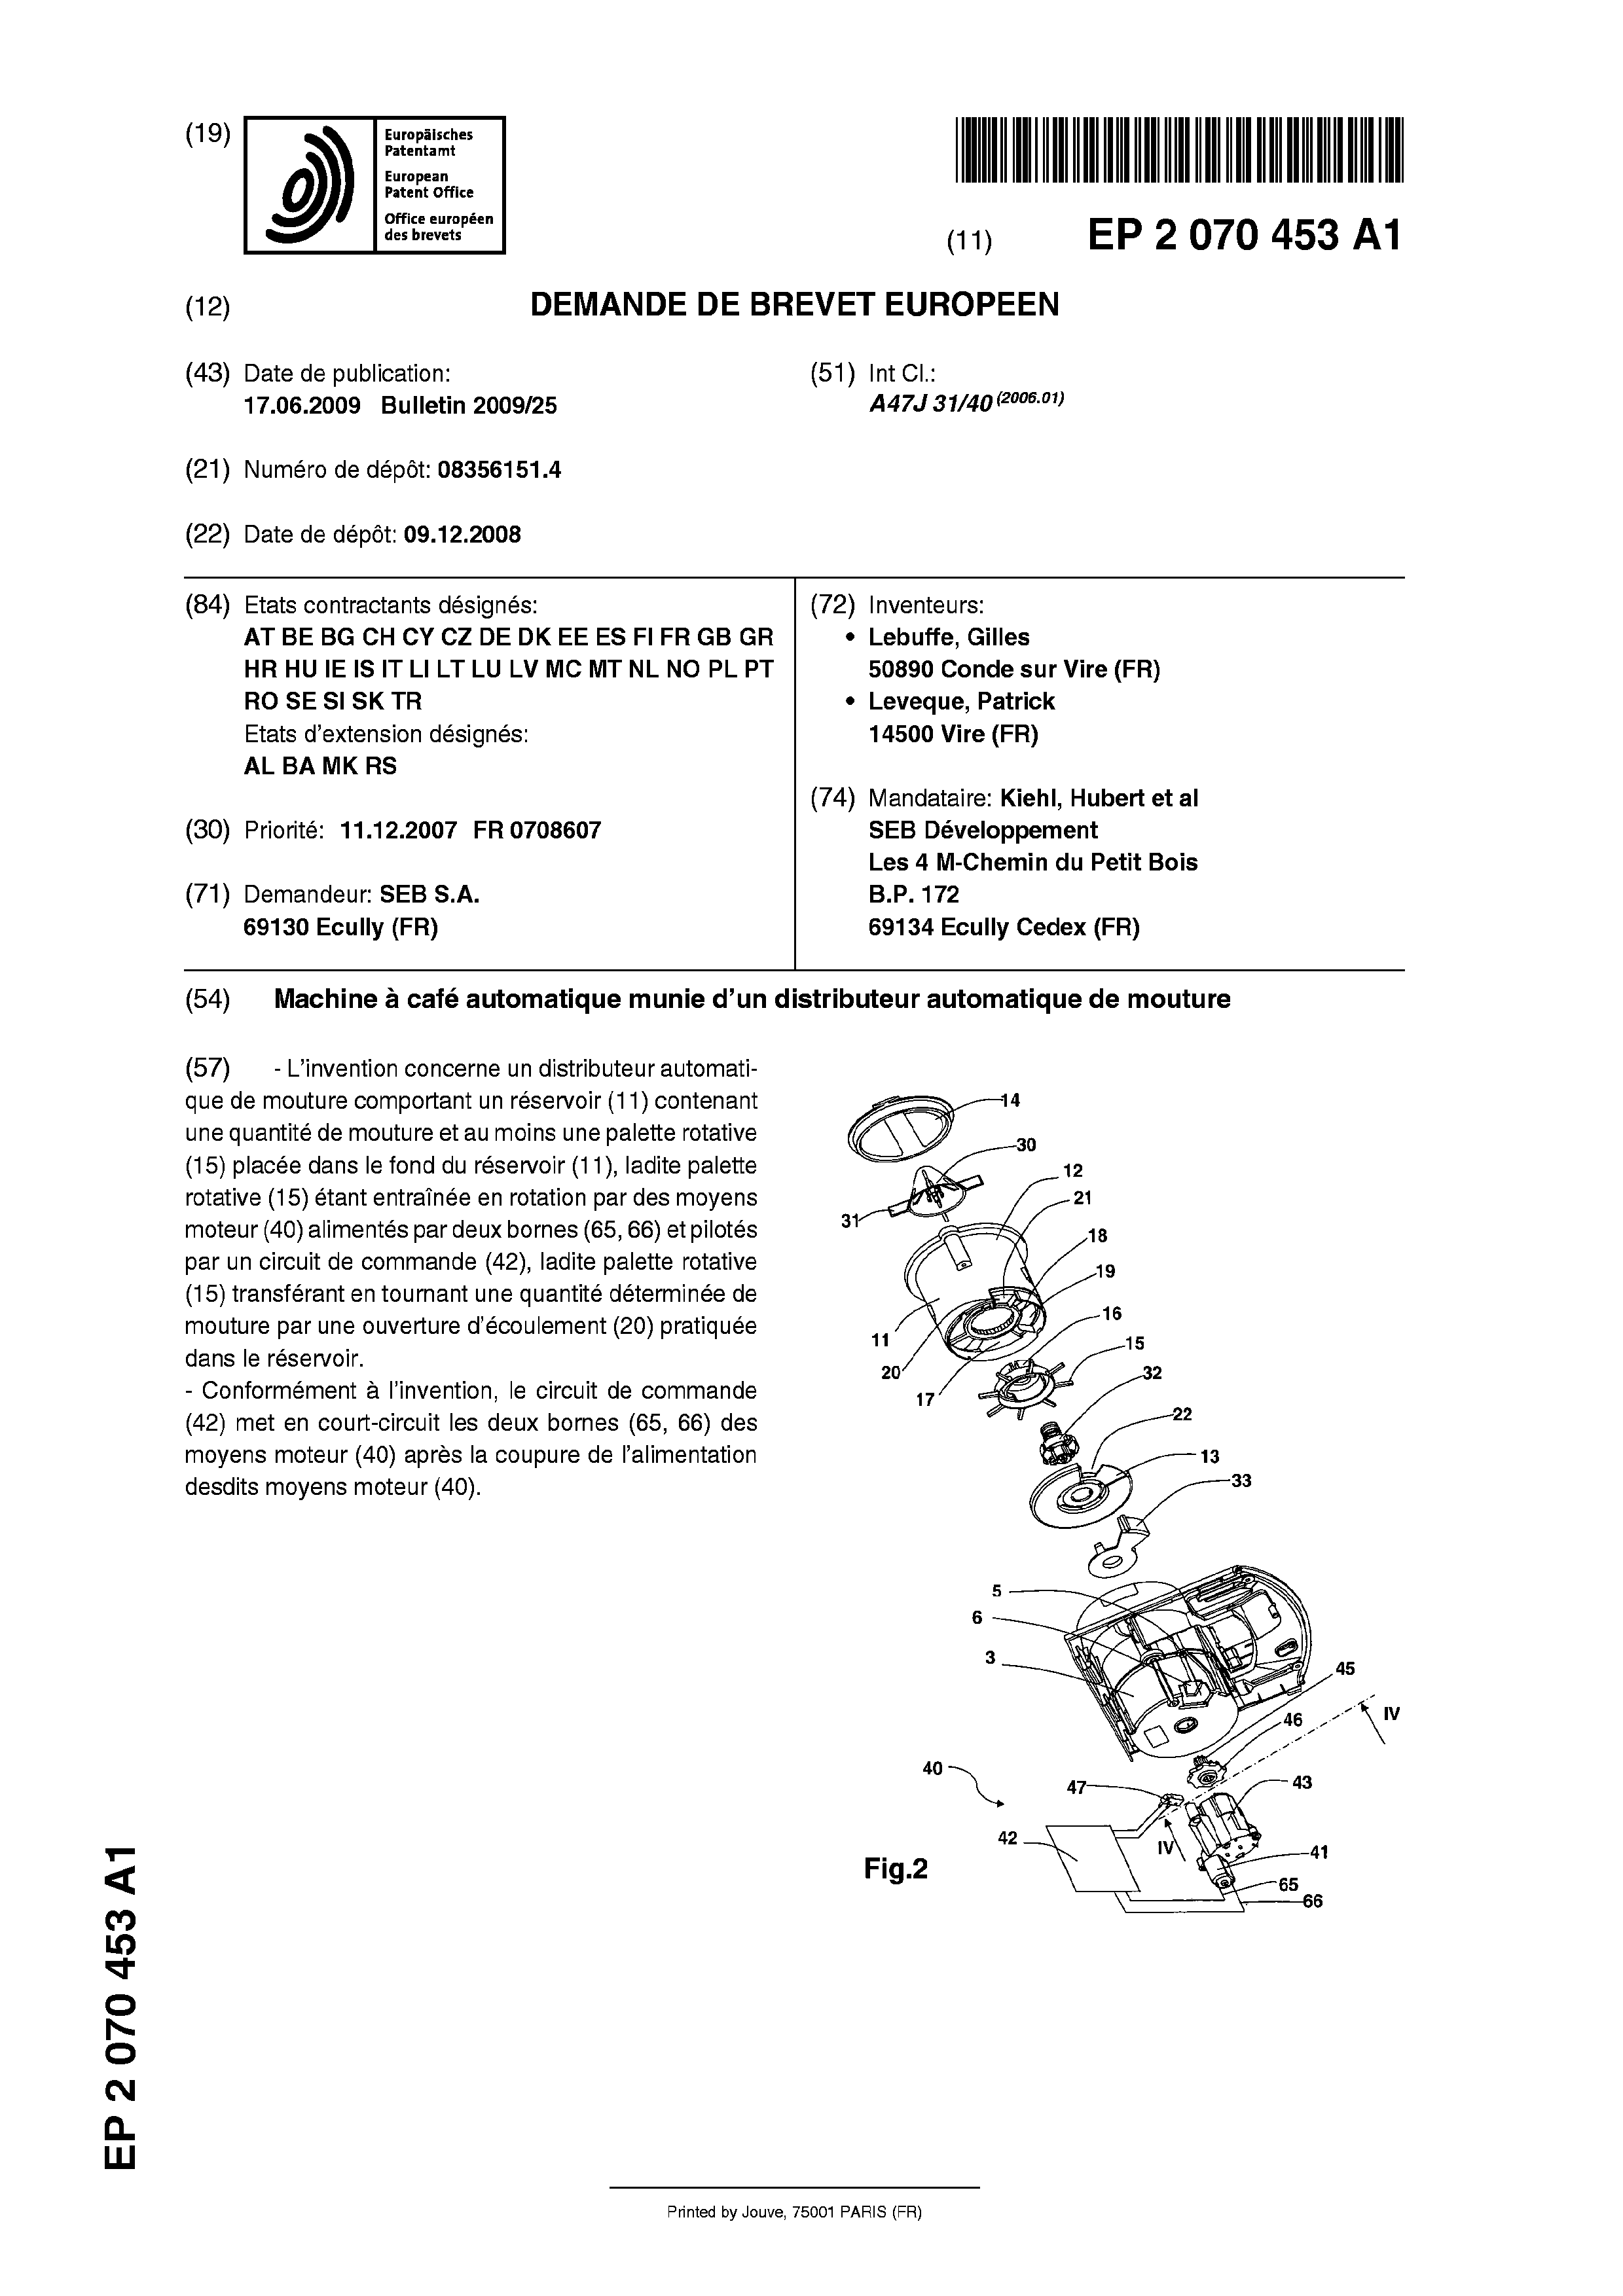 (19)
Europäisches
Patentamt
European
Patent Office
Office européen
des brevets
(11)
EP 2 070 453 A1
(12)
DEMANDE DE BREVET EUROPEEN
(43) Date de publication:
17.06.2009 Bulletin 2009/25
(51) Int Cl.:
A47J 31/40 (2006.01)
(21) Numéro de dépôt: 08356151.4
(22) Date de dépôt: 09.12.2008
(84) Etats contractants désignés:
AT BE BG CH CY CZ DE DK EE ES FI FR GB GR
HR HU IE IS IT LI LT LU LV MC MT NL NO PL PT
RO SE SI SK TR
Etats d'extension désignés:
AL BA MK RS
(30) Priorité: 11.12.2007 FR 0708607
(71) Demandeur: SEB S.A.
69130 Ecully (FR)
(72) Inventeurs:
• Lebuffe, Gilles
50890 Conde sur Vire (FR)
• Leveque, Patrick
14500 Vire (FR)
(74) Mandataire: Kiehl, Hubert et al
SEB Développement
Les 4 M-Chemin du Petit Bois
B.P. 172
69134 Ecully Cedex (FR)
(54) Machine à café automatique munie d'un distributeur automatique de mouture
(57) - L'invention concerne un distributeur automati-
que de mouture comportant un réservoir (11) contenant
une quantité de mouture et au moins une palette rotative
(15) placée dans le fond du réservoir (11), ladite palette
rotative (15) étant entraînée en rotation par des moyens
moteur (40) alimentés par deux bornes (65, 66) et pilotés
par un circuit de commande (42), ladite palette rotative
(15) transférant en tournant une quantité déterminée de
mouture par une ouverture d'écoulement (20) pratiquée
dans le réservoir.
- Conformément à l'invention, le circuit de commande
(42) met en court-circuit les deux bornes (65, 66) des
moyens moteur (40) après la coupure de l'alimentation
desdits moyens moteur (40).
14
30
12
21
31
18
19
16
11
15
20
32
17
22
13
33
5
6
3
45
IV
46
40
47
43
42
IV
41
Fig.2
65
66
EP 2 070 453 A1
Printed by Jouve, 75001 PARIS (FR)